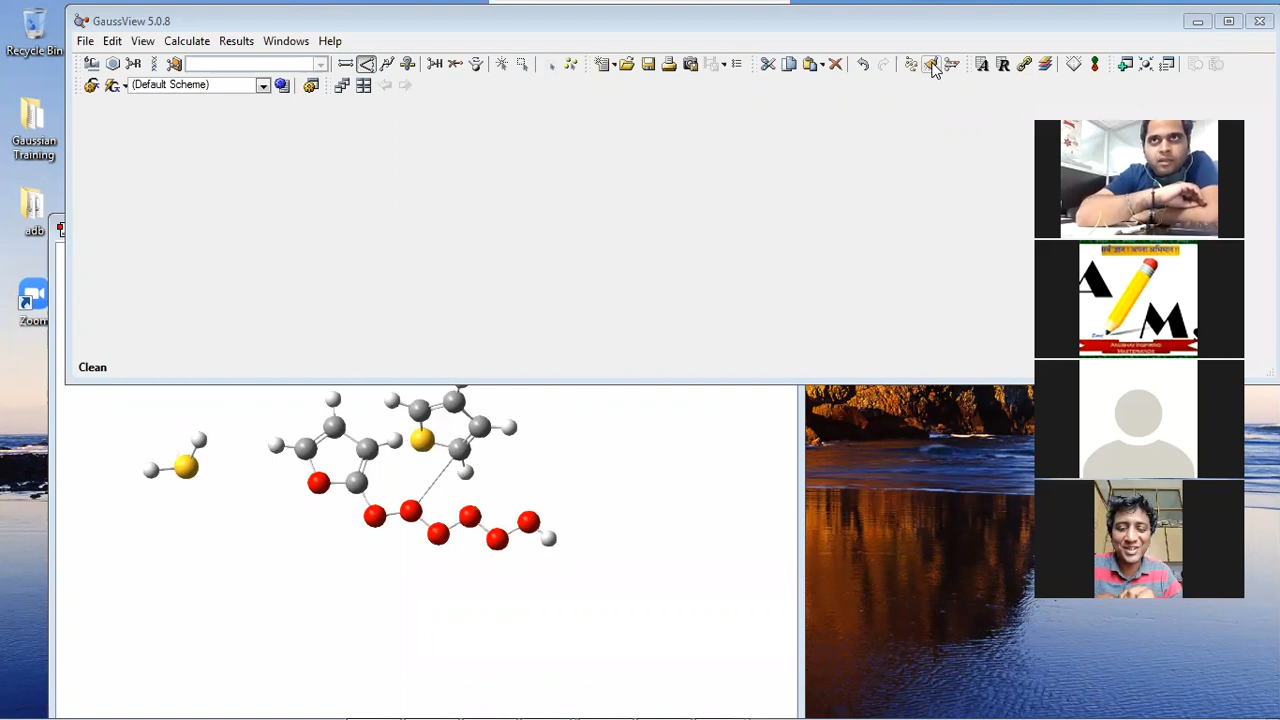 GaussView 5.0.8
File Edit View Calculate Results Windows Help
(Default Scheme)
Clean
Recycle Bin
Gaussian
Training
adb
Zoom
A
M